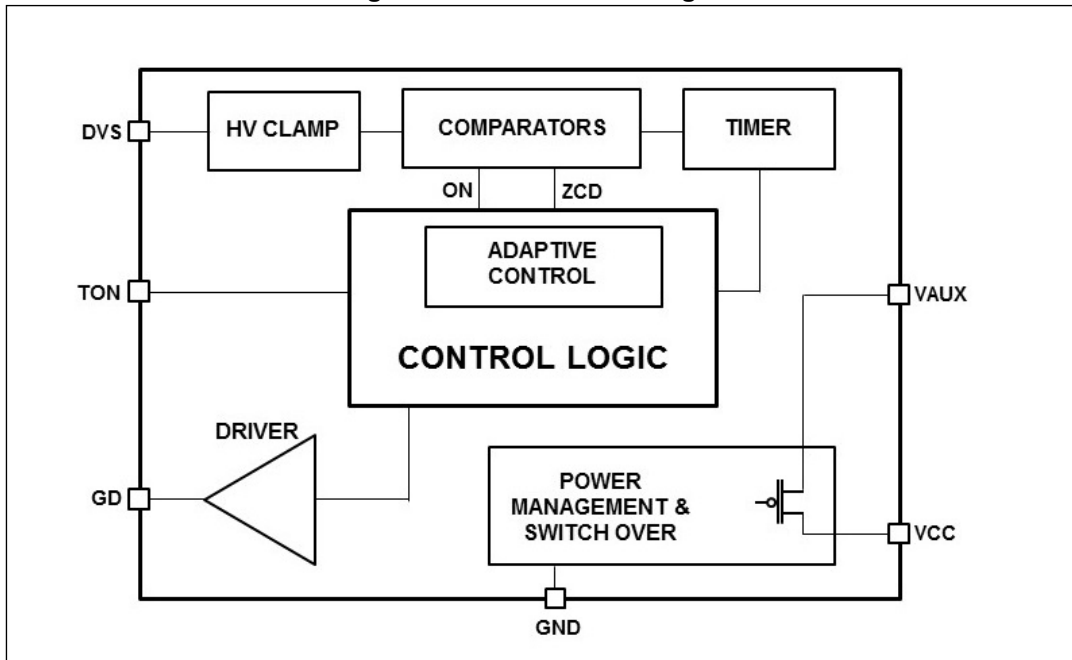 DVS
HV CLAMP
COMPARATORS
TIMER
ON
ZCD
ADAPTIVE
CONTROL
TON
CONTROL LOGIC
VAUX
DRIVER
GD
POWER
MANAGEMENT &
SWITCH OVER
VCC
GND